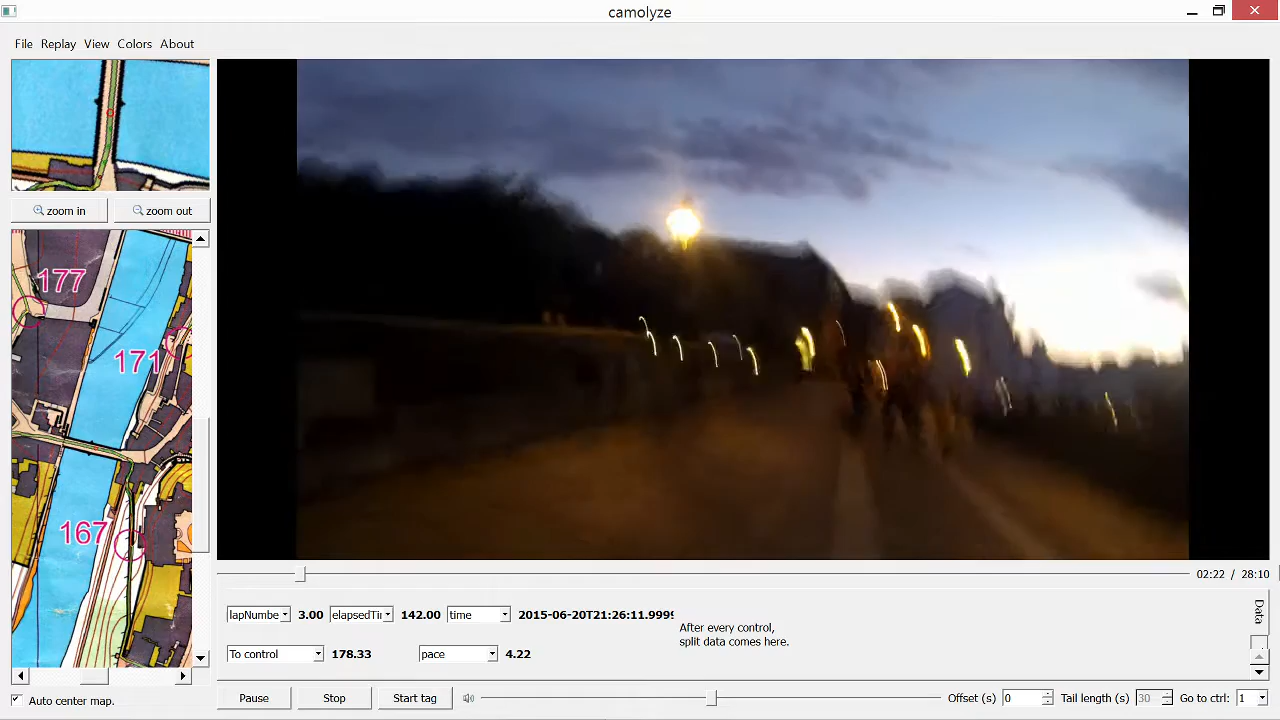 camolyze
File Replay View Colors About
zoom in zoom out
177
171
167
02:22 / 28:10
lapNumbe 3.00 elapsedTi 142.00 time 2015-06-20T21:26:11.999
After every control,
split data comes here.
To control 178.33 pace 4.22
Data
Auto center map.
Pause Stop Start tag Offset (s) 0 Tail length (s) 30 Go to ctrl: 1